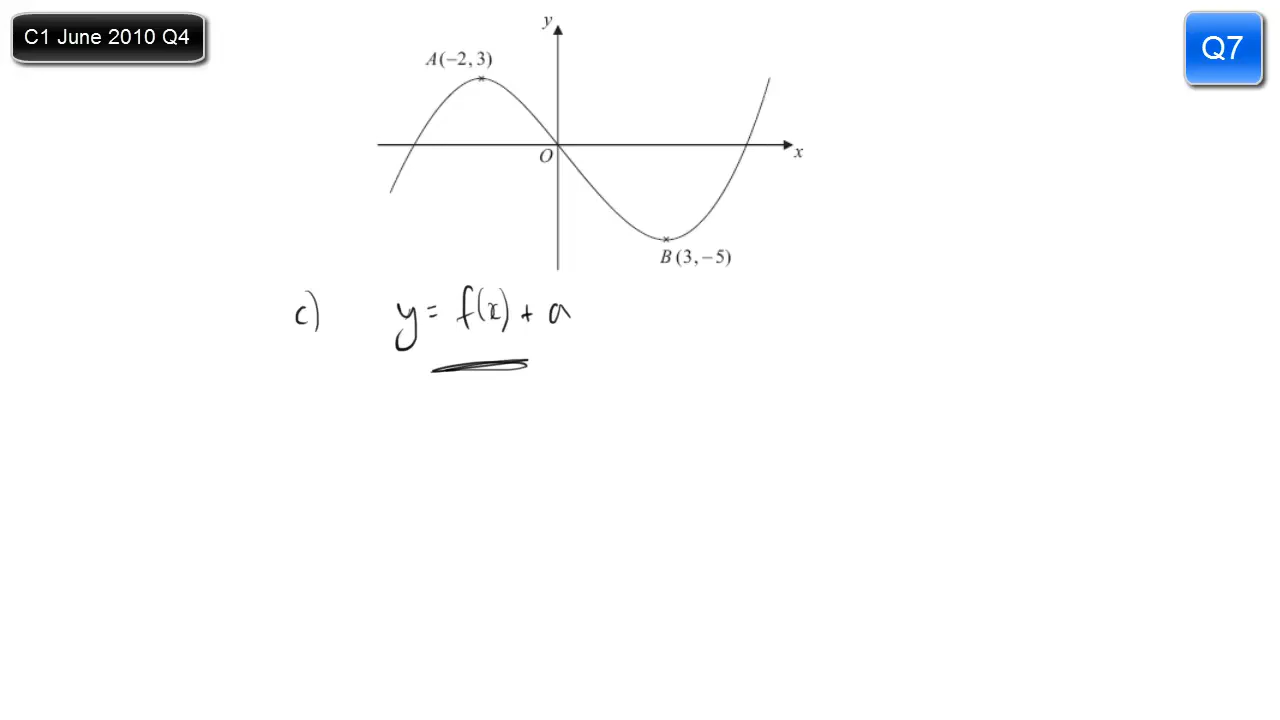 C1 June 2010 Q4
Q7
y
A(−2, 3)
O
x
B(3, −5)
c) y = f(x) + a